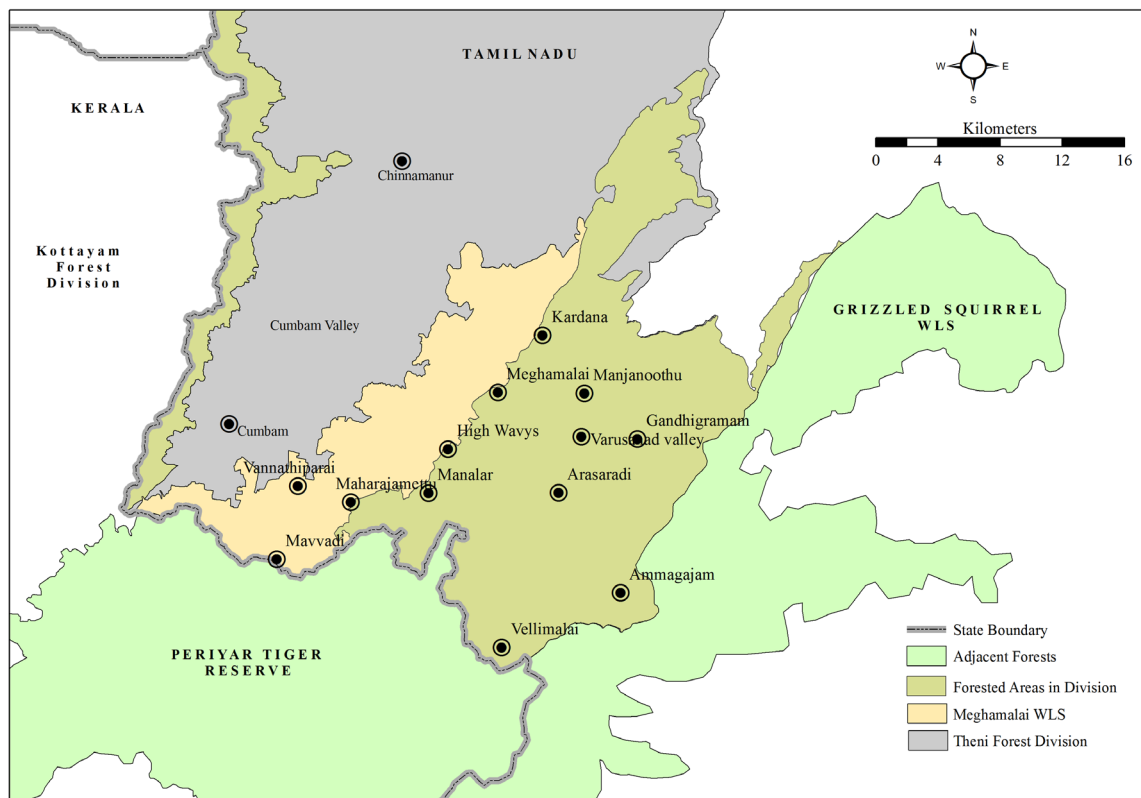 TAMIL NADU
N
W E
S
KERALA
Kilometers
0 4 8 12 16
Chinnamanur
Kottayam
Forest
Division
Cumbam Valley
Kardana
GRIZZLED SQUIRREL
WLS
Meghamalai
Manjanoothu
Gandhigramam
Cumbam
High Wavys
Varusanad valley
Vannathiparai
Maharajamettu
Manalar
Arasaradi
Mavvadi
Ammagajam
Vellimalai
PERIYAR TIGER
RESERVE
State Boundary
Adjacent Forests
Forested Areas in Division
Meghamalai WLS
Theni Forest Division